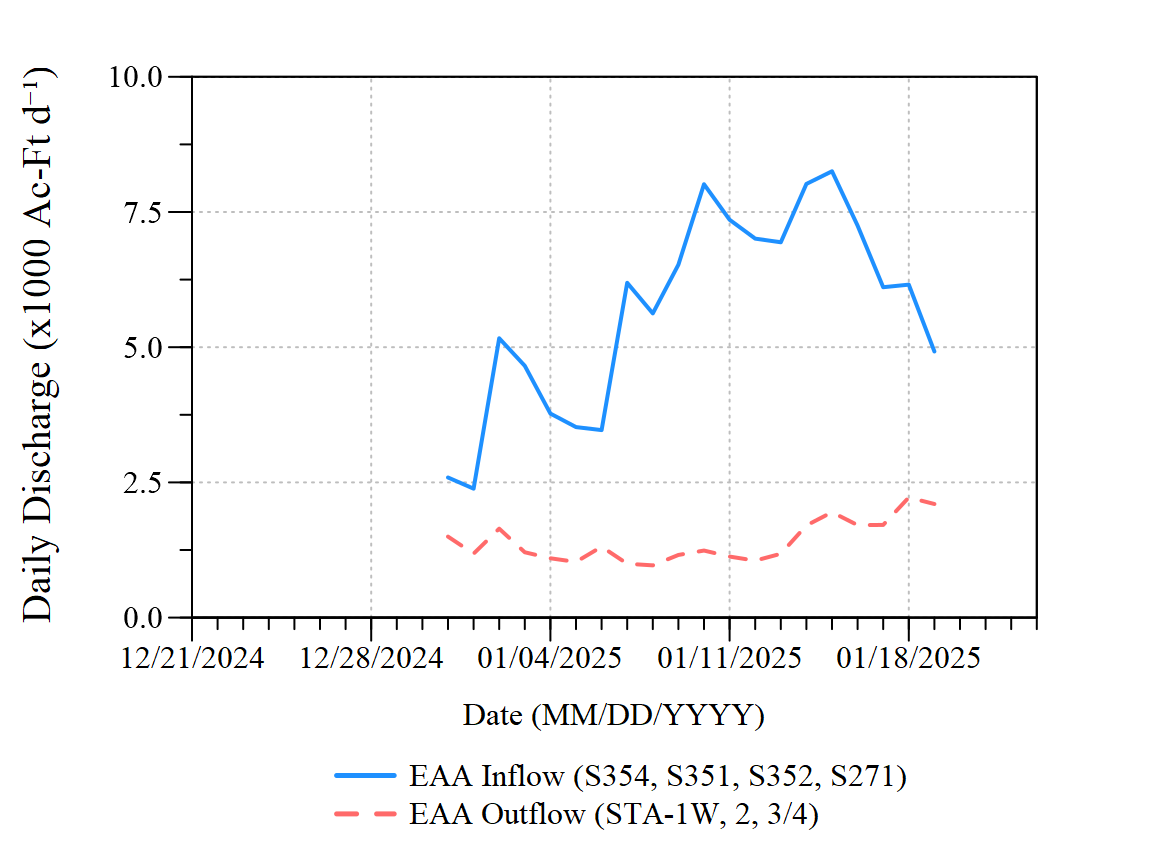 Daily Discharge (x1000 Ac-Ft d⁻¹)
10.0
7.5
5.0
2.5
0.0
12/21/2024 12/28/2024 01/04/2025 01/11/2025 01/18/2025
Date (MM/DD/YYYY)
EAA Inflow (S354, S351, S352, S271)
EAA Outflow (STA-1W, 2, 3/4)